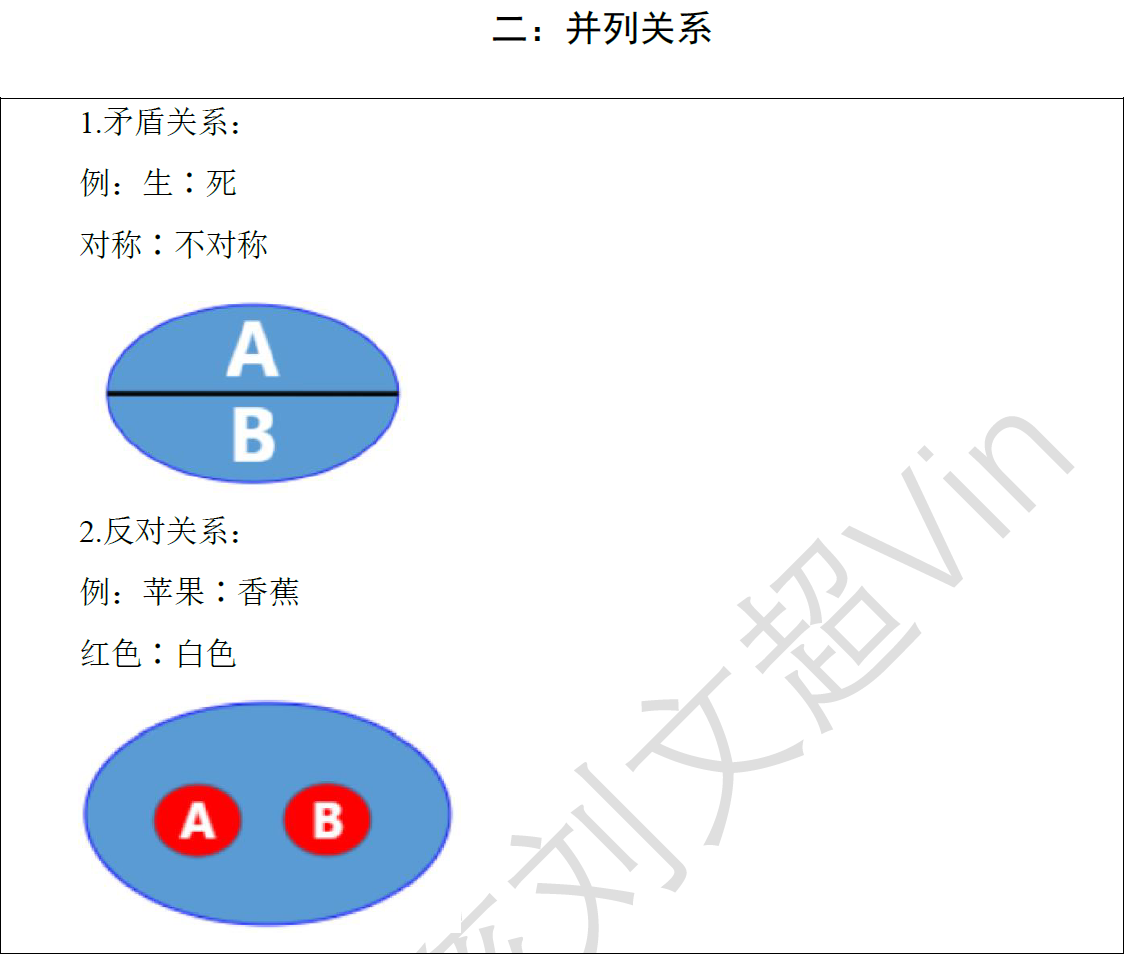 二：并列关系
1.矛盾关系：
例：生∶死
对称∶不对称
A
B
2.反对关系：
例：苹果∶香蕉
红色∶白色
A B
刘文超Vin